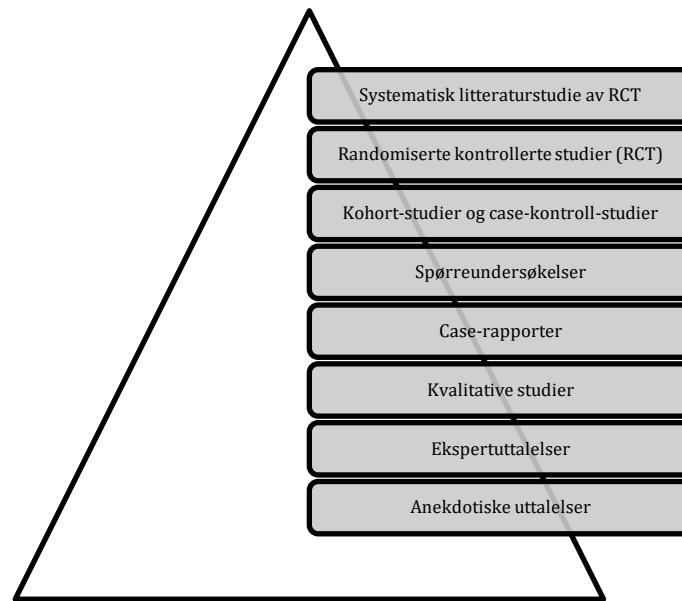 Systematisk litteraturstudie av RCT
Randomiserte kontrollerte studier (RCT)
Kohort-studier og case-kontroll-studier
Spørreundersøkelser
Case-rapporter
Kvalitative studier
Ekspertuttalelser
Anekdotiske uttalelser